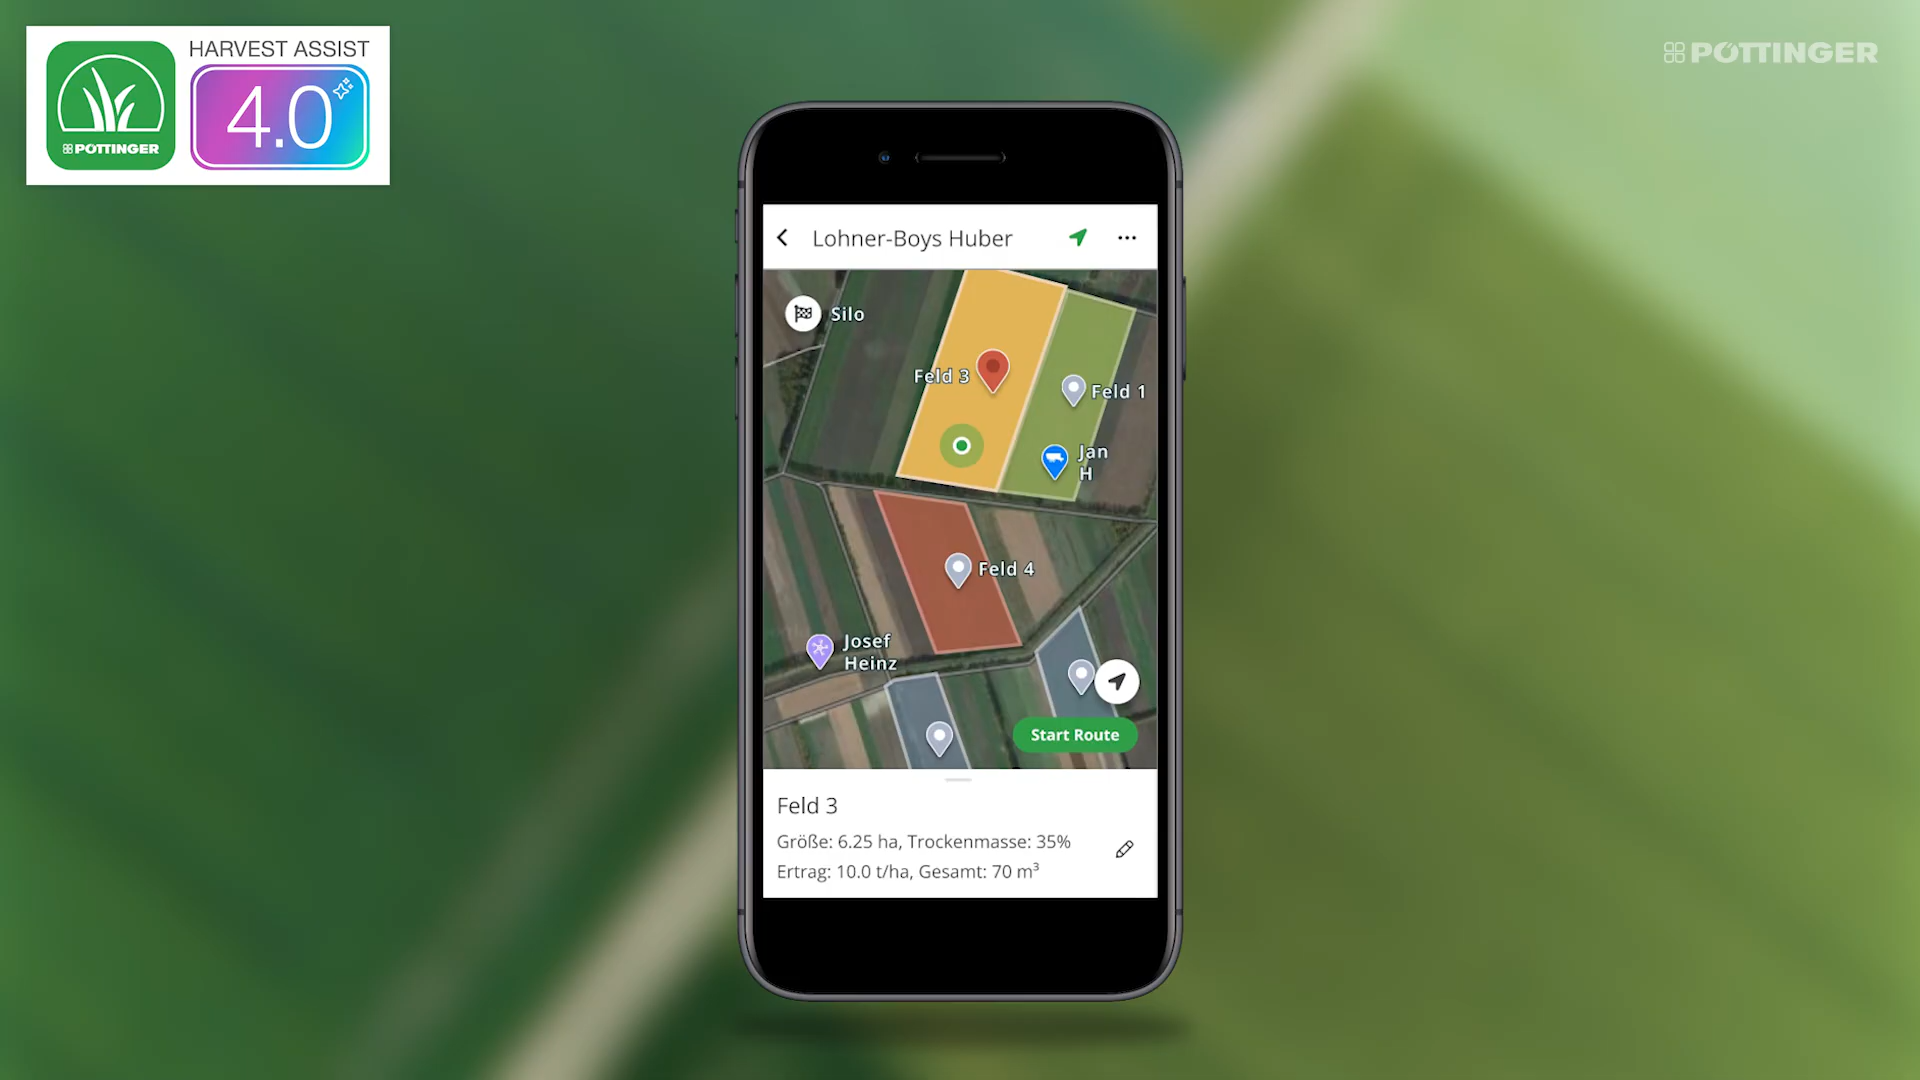 HARVEST ASSIST
4.0
PÖTTINGER
PÖTTINGER
Lohner-Boys Huber
Silo
Feld 3
Feld 1
Jan
H
Feld 4
Josef
Heinz
Start Route
Feld 3
Größe: 6.25 ha, Trockenmasse: 35%
Ertrag: 10.0 t/ha, Gesamt: 70 m³